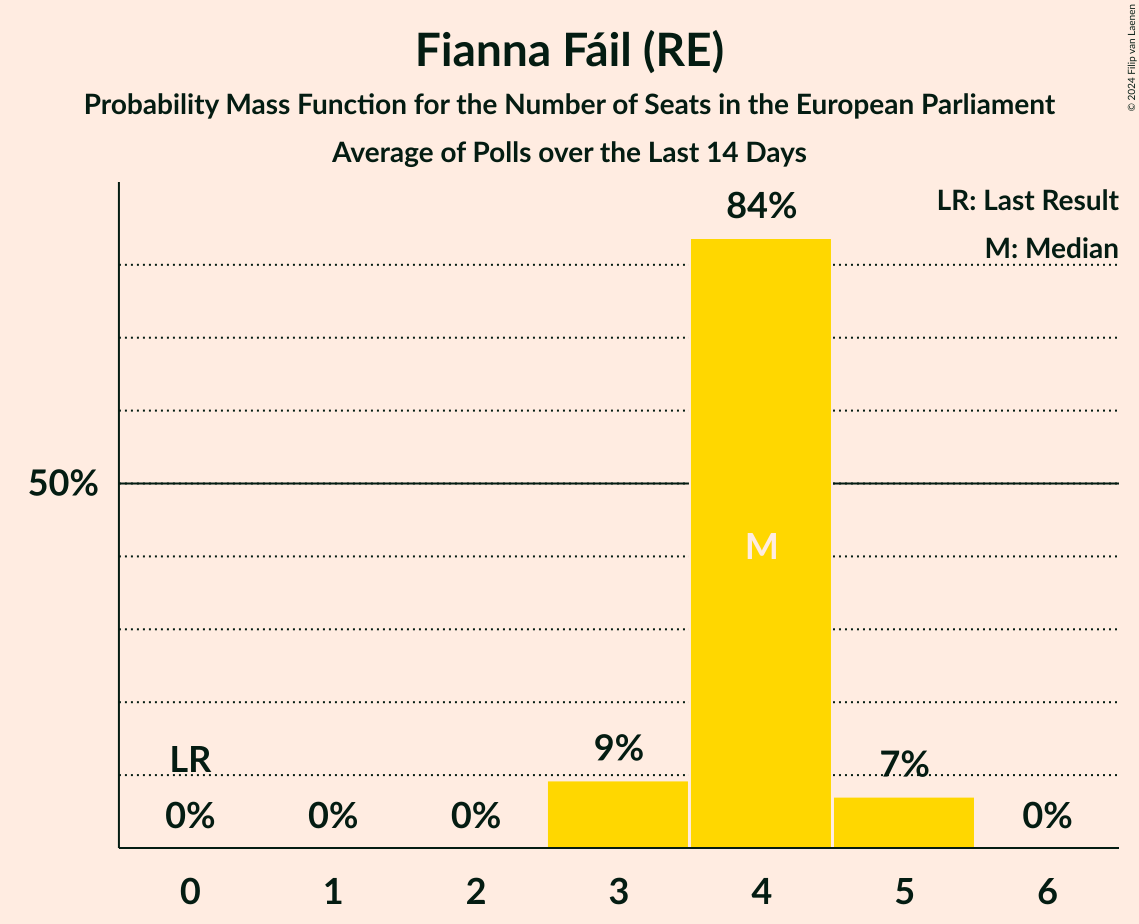 Fianna Fáil (RE)
Probability Mass Function for the Number of Seats in the European Parliament
Average of Polls over the Last 14 Days
© 2024 Filip van Laenen
LR: Last Result
M: Median
84%
50%
M
LR
9%
7%
0%
0%
0%
0%
0
1
2
3
4
5
6